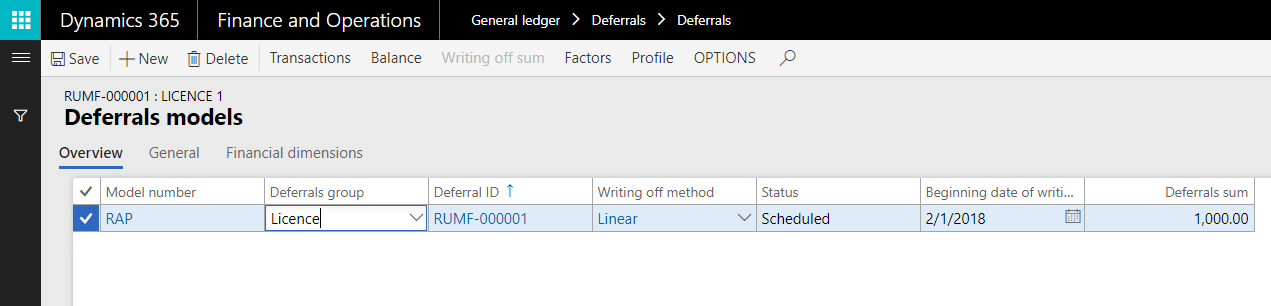 Dynamics 365 Finance and Operations General ledger > Deferrals > Deferrals
Save + New Delete Transactions Balance Writing off sum Factors Profile OPTIONS
RUMF-000001 : LICENCE 1
Deferrals models
Overview General Financial dimensions
Model number Deferrals group Deferral ID ↑ Writing off method Status Beginning date of writi... Deferrals sum
RAP Licence RUMF-000001 Linear Scheduled 2/1/2018 1,000.00